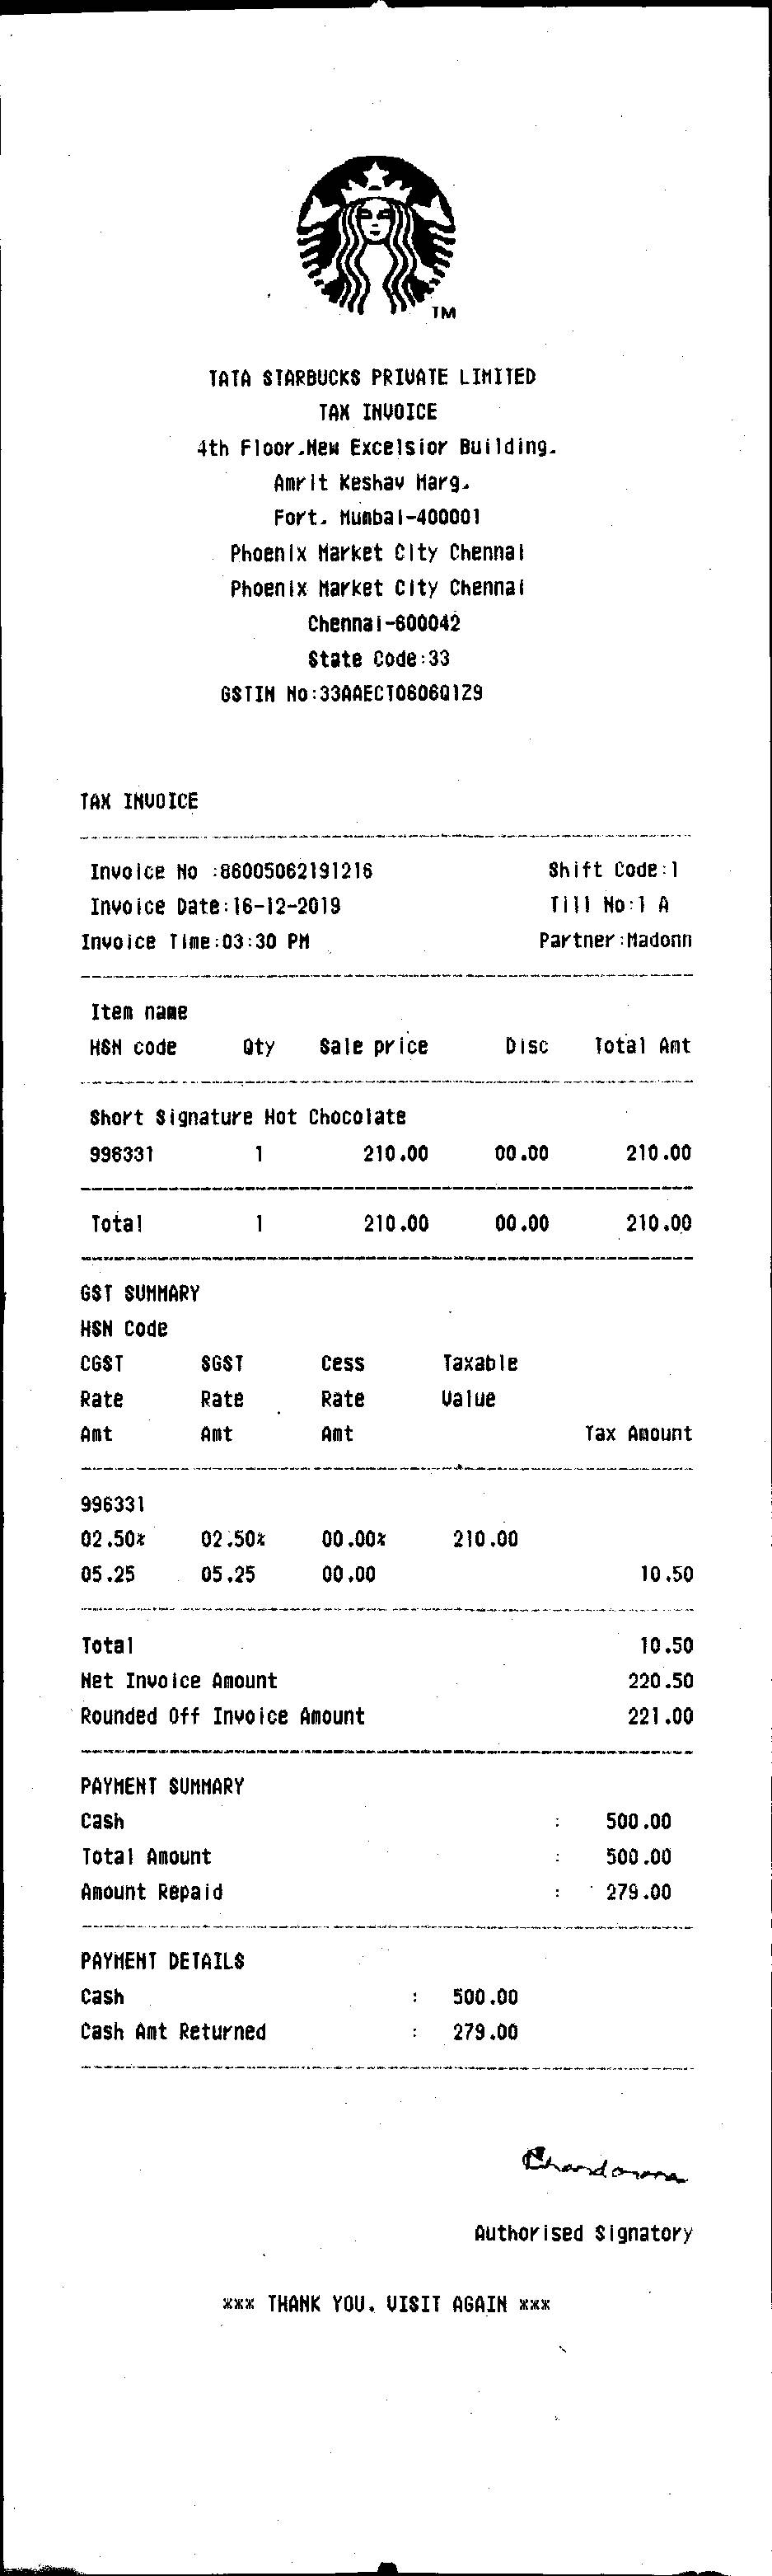 TM
TATA STARBUCKS PRIVATE LIMITED
TAX INVOICE
4th Floor.New Excelsior Building.
Amrit Keshav Marg.
Fort. Mumbai-400001
Phoenix Market City Chennai
Phoenix Market City Chennai
Chennai-600042
State Code:33
GSTIN No:33AAECT0606Q1Z9
TAX INVOICE
Invoice No :86005062191216 Shift Code:1
Invoice Date:16-12-2019 Till No:1 A
Invoice Time:03:30 PM Partner:Madonn
Item name
HSN code Qty Sale price Disc Total Amt
Short Signature Hot Chocolate
996331 1 210.00 00.00 210.00
Total 1 210.00 00.00 210.00
GST SUMMARY
HSN Code
CGST SGST Cess Taxable
Rate Rate Rate Value
Amt Amt Amt Tax Amount
996331
02.50% 02.50% 00.00% 210.00
05.25 05.25 00.00 10.50
Total 10.50
Net Invoice Amount 220.50
Rounded Off Invoice Amount 221.00
PAYMENT SUMMARY
Cash : 500.00
Total Amount : 500.00
Amount Repaid : 279.00
PAYMENT DETAILS
Cash : 500.00
Cash Amt Returned : 279.00
Authorised Signatory
*** THANK YOU. VISIT AGAIN ***